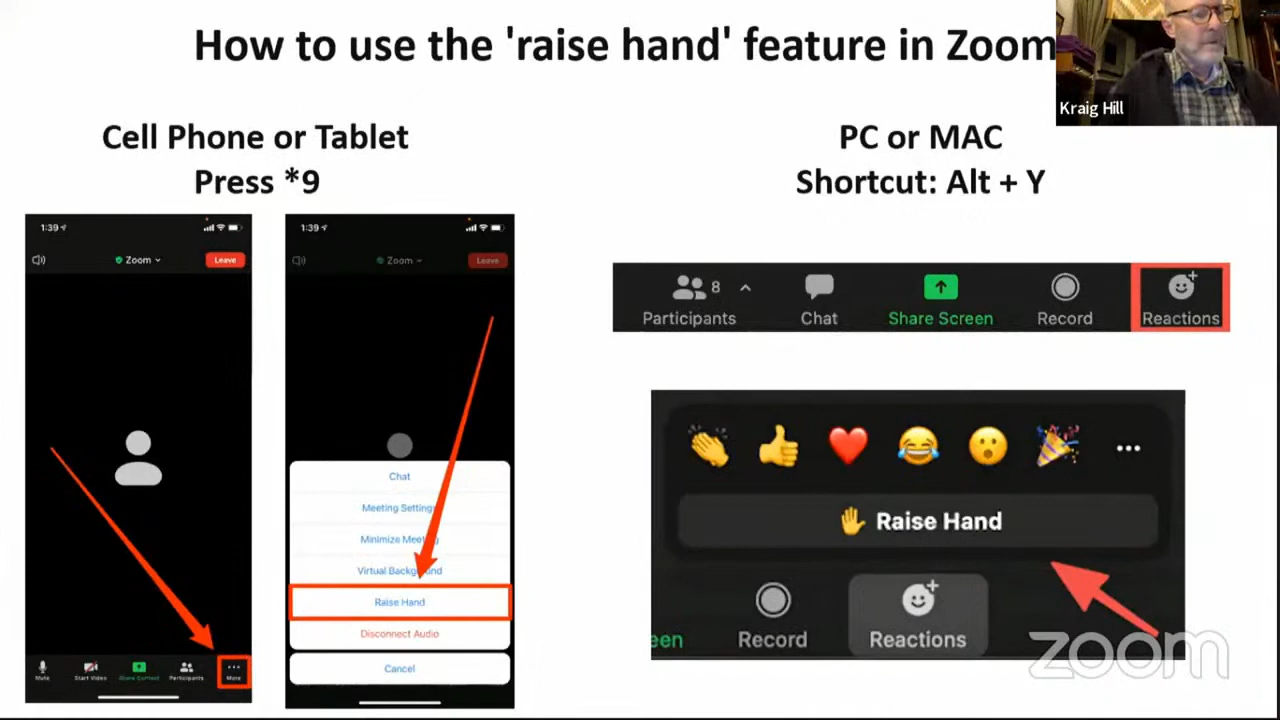 How to use the 'raise hand' feature in Zoom
Kraig Hill
Cell Phone or Tablet
Press *9
PC or MAC
Shortcut: Alt + Y
1:39
Zoom
Leave
Mute
Start Video
Share Content
Participants
More
1:39
Zoom
Leave
Chat
Meeting Settings
Minimize Meeting
Virtual Background
Raise Hand
Disconnect Audio
Cancel
8
Participants
Chat
Share Screen
Record
Reactions
Raise Hand
een
Record
Reactions
zoom